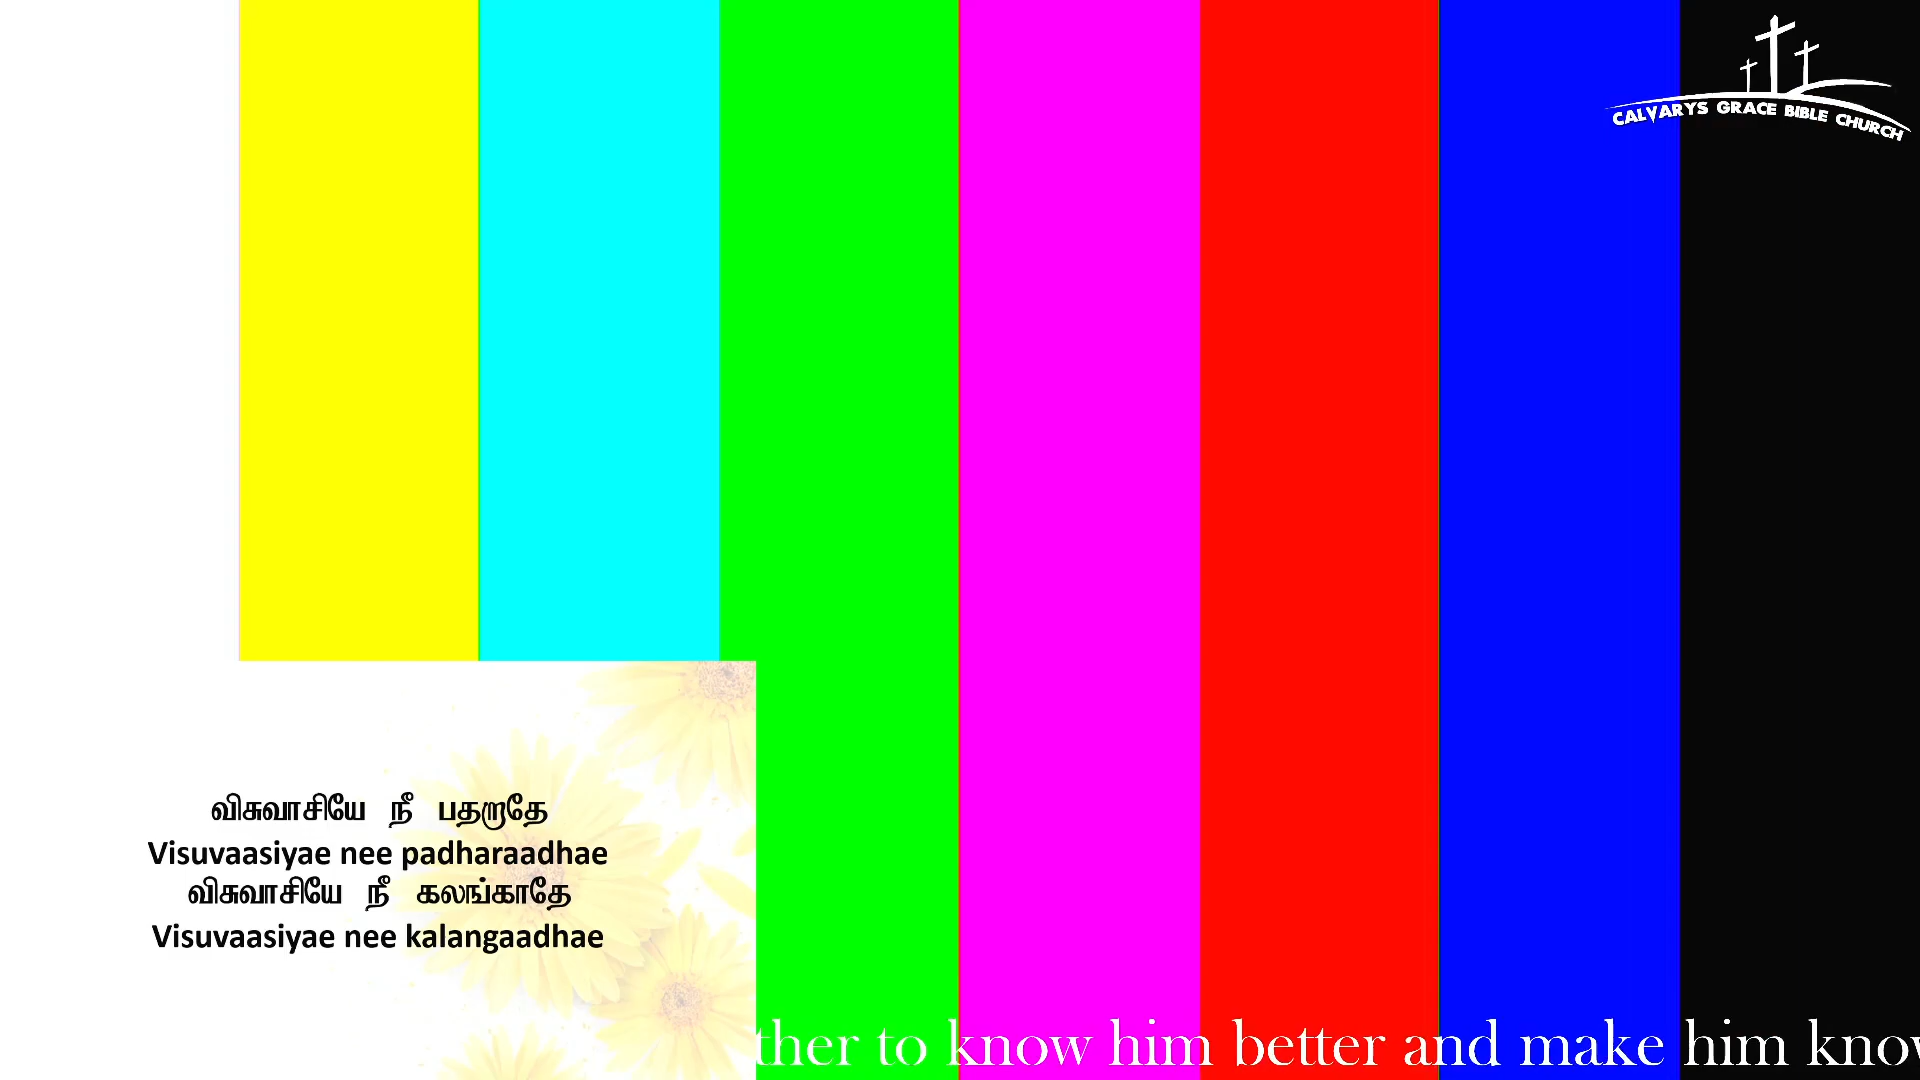 CALVARYS GRACE BIBLE CHURCH
விசுவாசியே நீ பதறாதே
Visuvaasiyae nee padharaadhae
விசுவாசியே நீ கலங்காதே
Visuvaasiyae nee kalangaadhae
ther to know him better and make him know